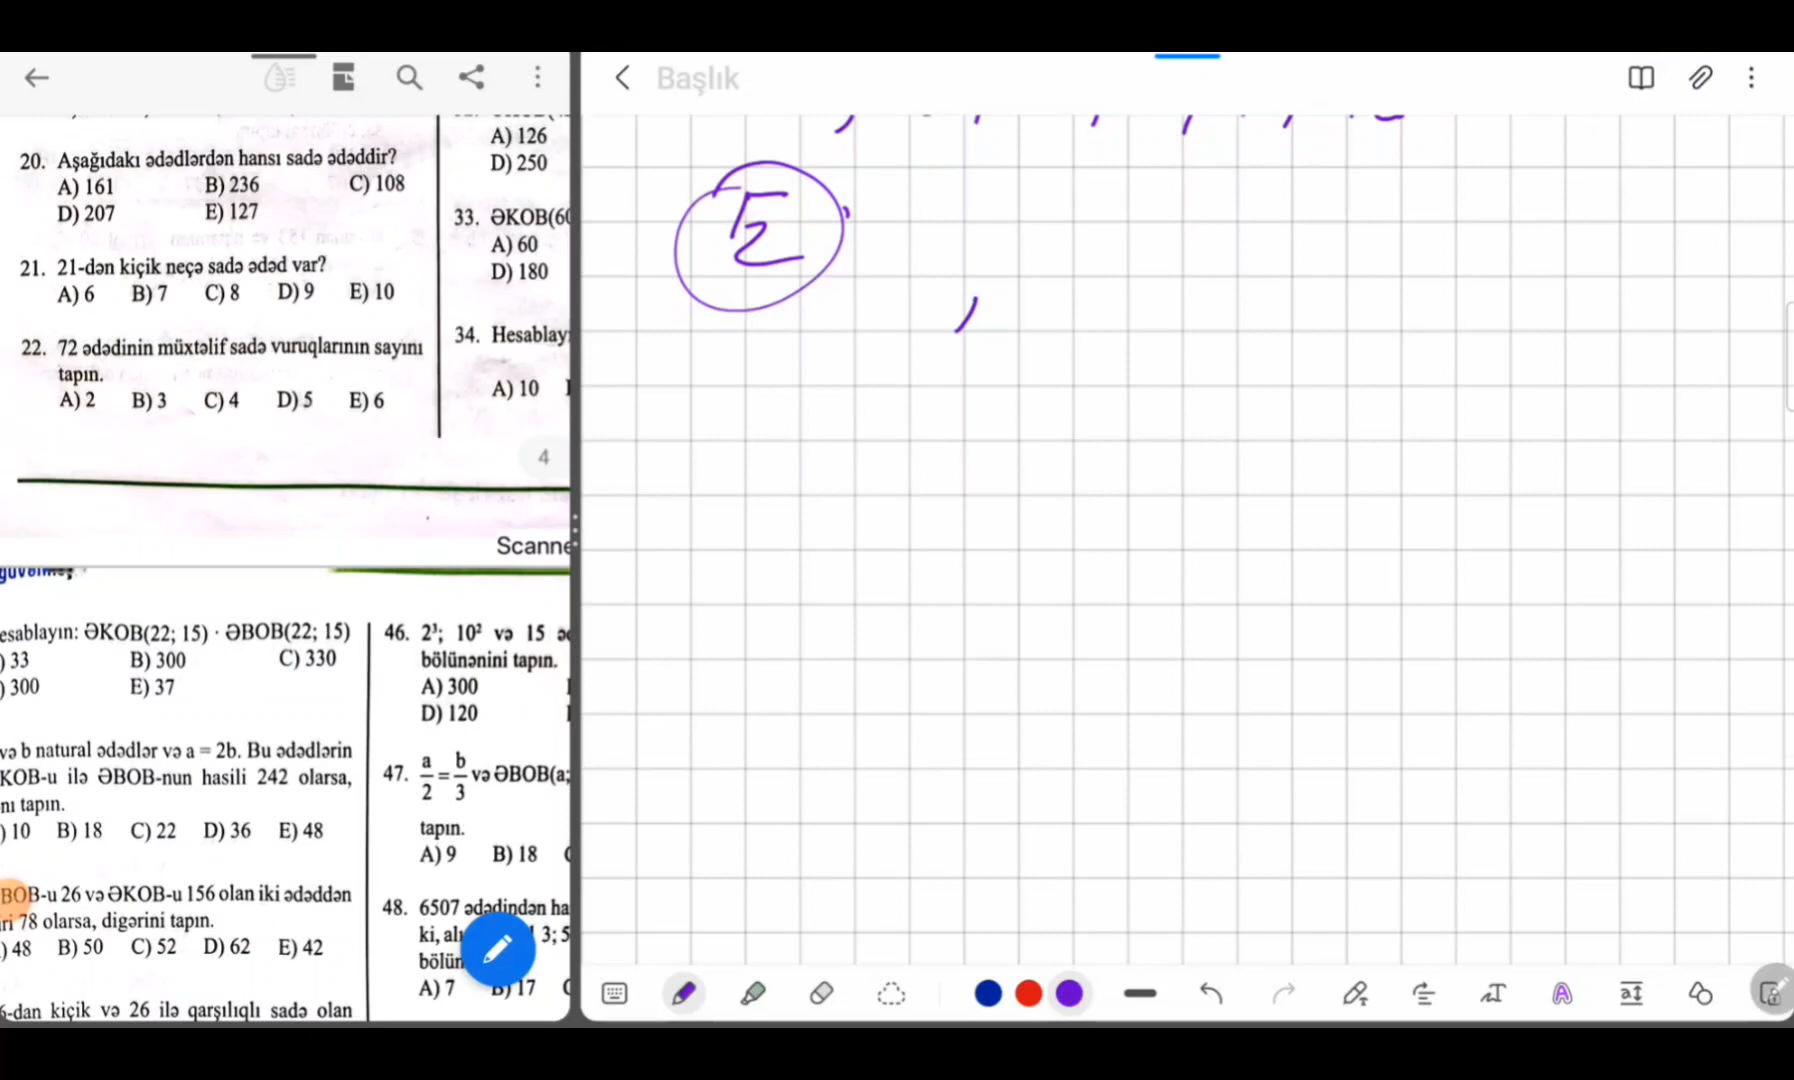 Başlık
20. Aşağıdakı ədədlərdən hansı sadə ədəddir?
A) 161 B) 236 C) 108
D) 207 E) 127
21. 21-dən kiçik neçə sadə ədəd var?
A) 6 B) 7 C) 8 D) 9 E) 10
22. 72 ədədinin müxtəlif sadə vuruqlarının sayını
tapın.
A) 2 B) 3 C) 4 D) 5 E) 6
A) 126
D) 250
33. ƏKOB(60
A) 60
D) 180
34. Hesablayı
A) 10
4
Scanne
esablayın: ƏKOB(22; 15) · ƏBOB(22; 15)
) 33 B) 300 C) 330
) 300 E) 37
və b natural ədədlər və a = 2b. Bu ədədlərin
KOB-u ilə ƏBOB-nun hasili 242 olarsa,
nı tapın.
) 10 B) 18 C) 22 D) 36 E) 48
BOB-u 26 və ƏKOB-u 156 olan iki ədəddən
ri 78 olarsa, digərini tapın.
) 48 B) 50 C) 52 D) 62 E) 42
6-dan kiçik və 26 ilə qarşılıqlı sadə olan
46. 2³; 10² və 15 əd
bölünənini tapın.
A) 300
D) 120
47. a/2 = b/3 və ƏBOB(a;
tapın.
A) 9 B) 18
48. 6507 ədədindən ha
ki, alı 3; 5
bölün
A) 7 B) 17